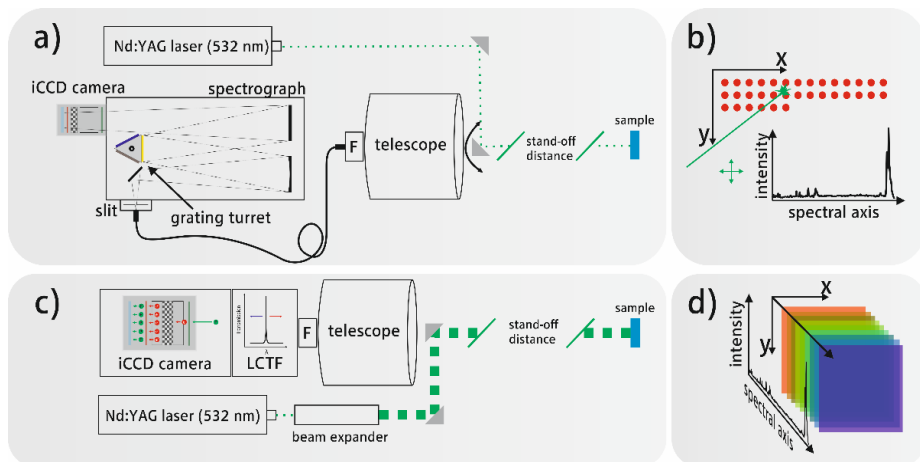 a)
Nd:YAG laser (532 nm)
iCCD camera
spectrograph
F
telescope
sample
stand-off
distance
slit
grating turret
b)
x
y
intensity
spectral axis
c)
iCCD camera
transmission
λ
LCTF
F
telescope
sample
stand-off
distance
Nd:YAG laser (532 nm)
beam expander
d)
x
y
intensity
spectral axis